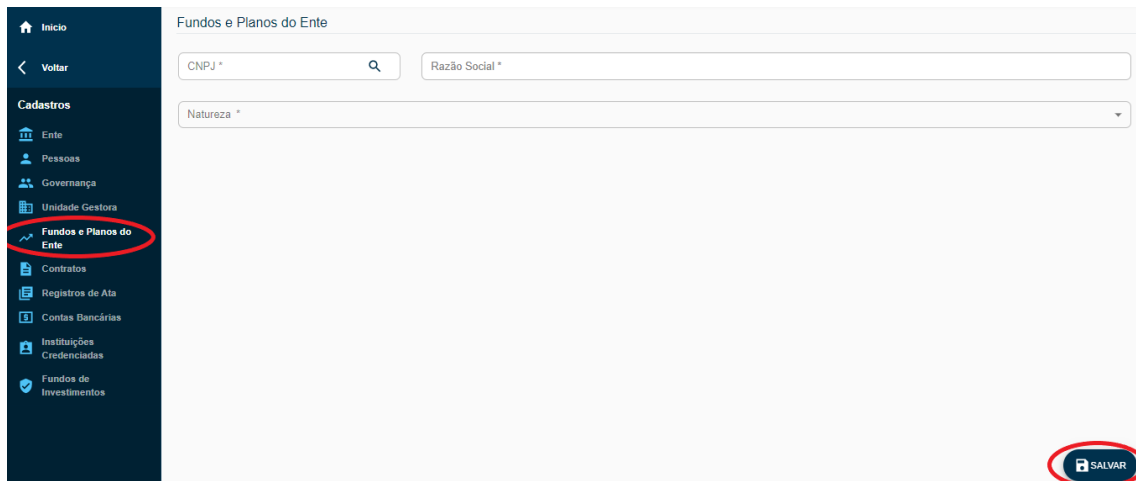 Inicio
Voltar
Cadastros
Ente
Pessoas
Governança
Unidade Gestora
Fundos e Planos do
Ente
Contratos
Registros de Ata
Contas Bancárias
Instituições
Credenciadas
Fundos de
Investimentos
Fundos e Planos do Ente
CNPJ *
Razão Social *
Natureza *
SALVAR